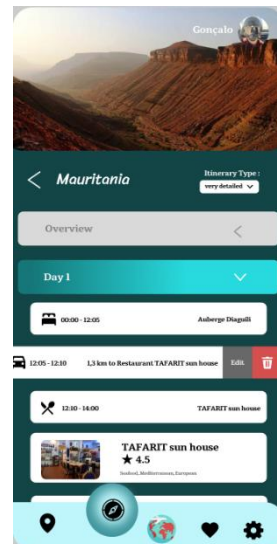 Gonçalo
Mauritania
Itinerary Type :
very detailed
Overview
Day 1
00:00 - 12:05 Auberge Diaguili
12:05 - 12:10 1,3 km to Restaurant TAFARIT sun house Edit
12:10 - 14:00 TAFARIT sun house
TAFARIT sun house
★ 4.5
Seafood, Mediterranean, European